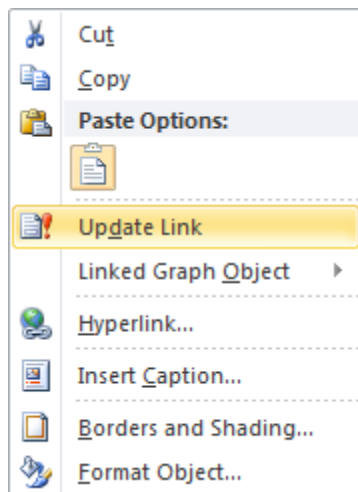 Cut
Copy
Paste Options:
Update Link
Linked Graph Object
Hyperlink...
Insert Caption...
Borders and Shading...
Format Object...